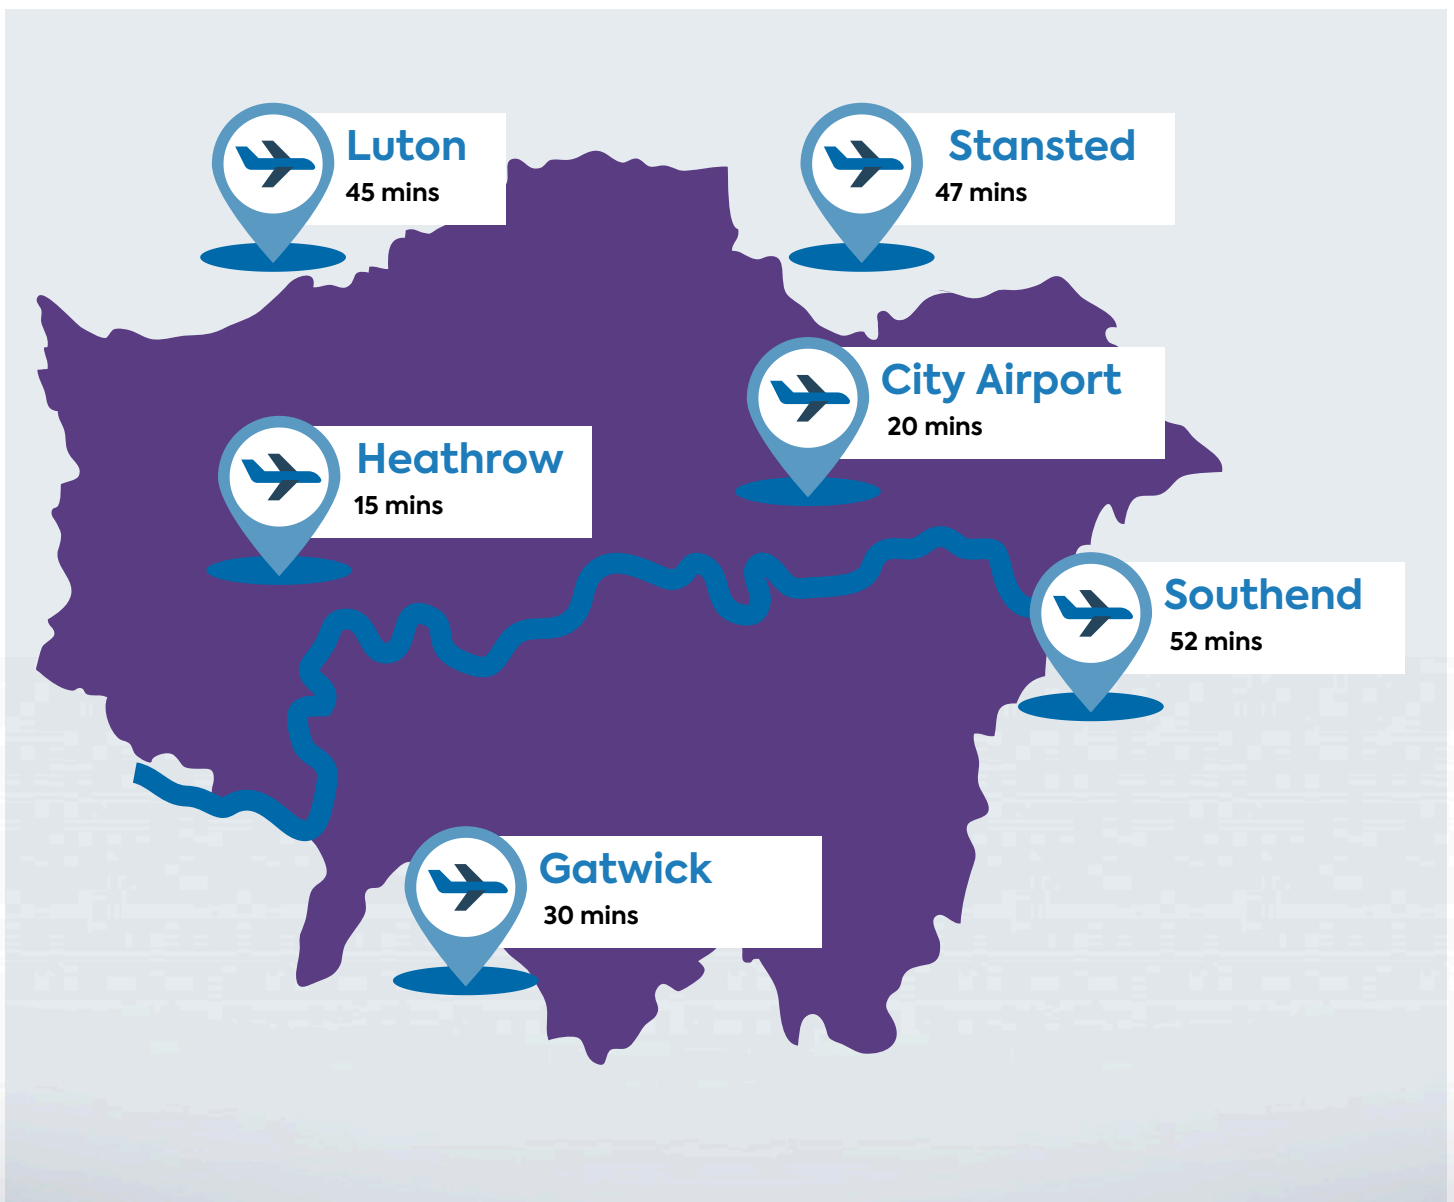 Luton
45 mins
Stansted
47 mins
City Airport
20 mins
Heathrow
15 mins
Southend
52 mins
Gatwick
30 mins